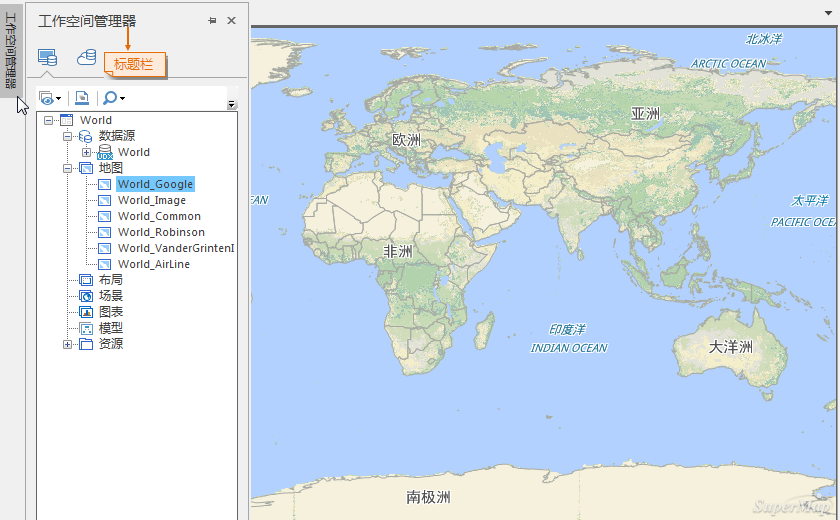 工作空间管理器
工作空间管理器
标题栏
World
数据源
UDX
World
地图
World_Google
World_Image
World_Common
World_Robinson
World_VanderGrintenI
World_AirLine
布局
场景
图表
模型
资源
北冰洋
ARCTIC OCEAN
亚洲
欧洲
EAN
太平洋
PACIFIC OCE
非洲
印度洋
INDIAN OCEAN
大洋洲
南极洲
SuperMap